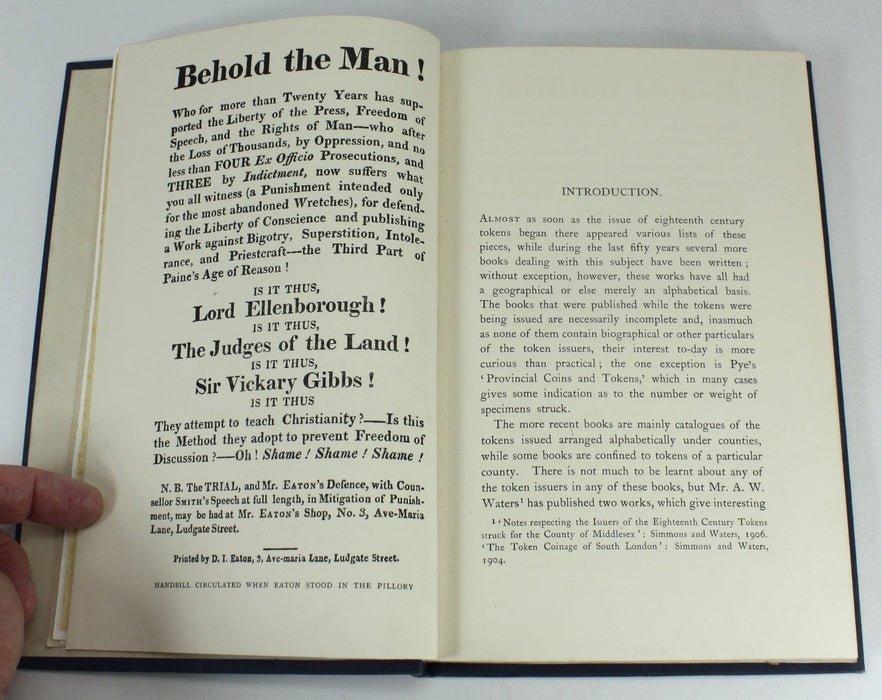 Behold the Man !
Who for more than Twenty Years has sup-
ported the Liberty of the Press, Freedom of
Speech, and the Rights of Man—who after
the Loss of Thousands, by Oppression, and no
less than FOUR Ex Officio Prosecutions, and
THREE by Indictment, now suffers what
you all witness (a Punishment intended only
for the most abandoned Wretches), for defend-
ing the Liberty of Conscience and publishing
a Work against Bigotry, Superstition, Intole-
rance, and Priestcraft---the Third Part of
Paine's Age of Reason !
IS IT THUS,
Lord Ellenborough !
IS IT THUS,
The Judges of the Land !
IS IT THUS,
Sir Vickary Gibbs !
IS IT THUS
They attempt to teach Christianity ?—Is this
the Method they adopt to prevent Freedom of
Discussion ?—Oh ! Shame ! Shame ! Shame !
N. B. The TRIAL, and Mr. EATON'S Defence, with Coun-
sellor SMITH'S Speech at full length, in Mitigation of Punish-
ment, may be had at Mr. EATON'S Shop, No. 3, Ave-Maria
Lane, Ludgate Street.
Printed by D. I. Eaton, 3, Ave-maria Lane, Ludgate Street.
HANDBILL CIRCULATED WHEN EATON STOOD IN THE PILLORY
INTRODUCTION.
ALMOST as soon as the issue of eighteenth century
tokens began there appeared various lists of these
pieces, while during the last fifty years several more
books dealing with this subject have been written ;
without exception, however, these works have all had
a geographical or else merely an alphabetical basis.
The books that were published while the tokens were
being issued are necessarily incomplete and, inasmuch
as none of them contain biographical or other particulars
of the token issuers, their interest to-day is more
curious than practical ; the one exception is Pye's
'Provincial Coins and Tokens,' which in many cases
gives some indication as to the number or weight of
specimens struck.
The more recent books are mainly catalogues of the
tokens issued arranged alphabetically under counties,
while some books are confined to tokens of a particular
county. There is not much to be learnt about any of
the token issuers in any of these books, but Mr. A. W.
Waters¹ has published two works, which give interesting
¹ 'Notes respecting the Issuers of the Eighteenth Century Tokens
struck for the County of Middlesex' : Simmons and Waters, 1906.
'The Token Coinage of South London' : Simmons and Waters,
1904.